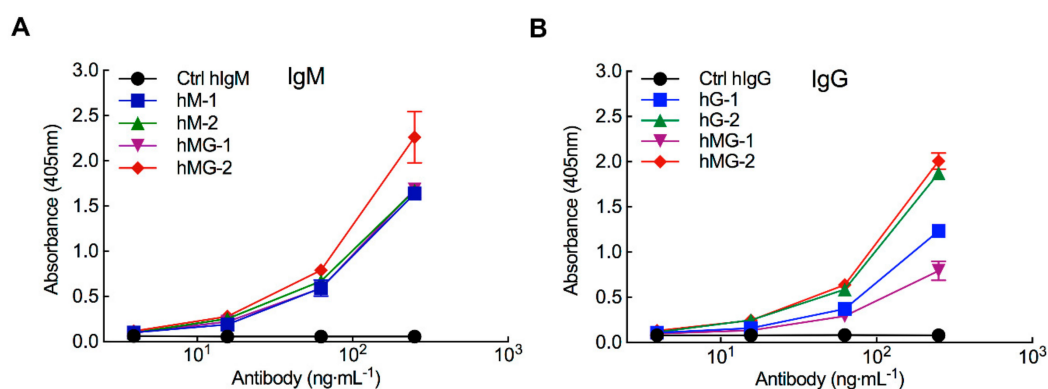 A
IgM
Ctrl hIgM
hM-1
hM-2
hMG-1
hMG-2
Absorbance (405nm)
3.0
2.5
2.0
1.5
1.0
0.5
0.0
10¹ 10² 10³
Antibody (ng·mL⁻¹)
B
IgG
Ctrl hIgG
hG-1
hG-2
hMG-1
hMG-2
Absorbance (405nm)
3.0
2.5
2.0
1.5
1.0
0.5
0.0
10¹ 10² 10³
Antibody (ng·mL⁻¹)